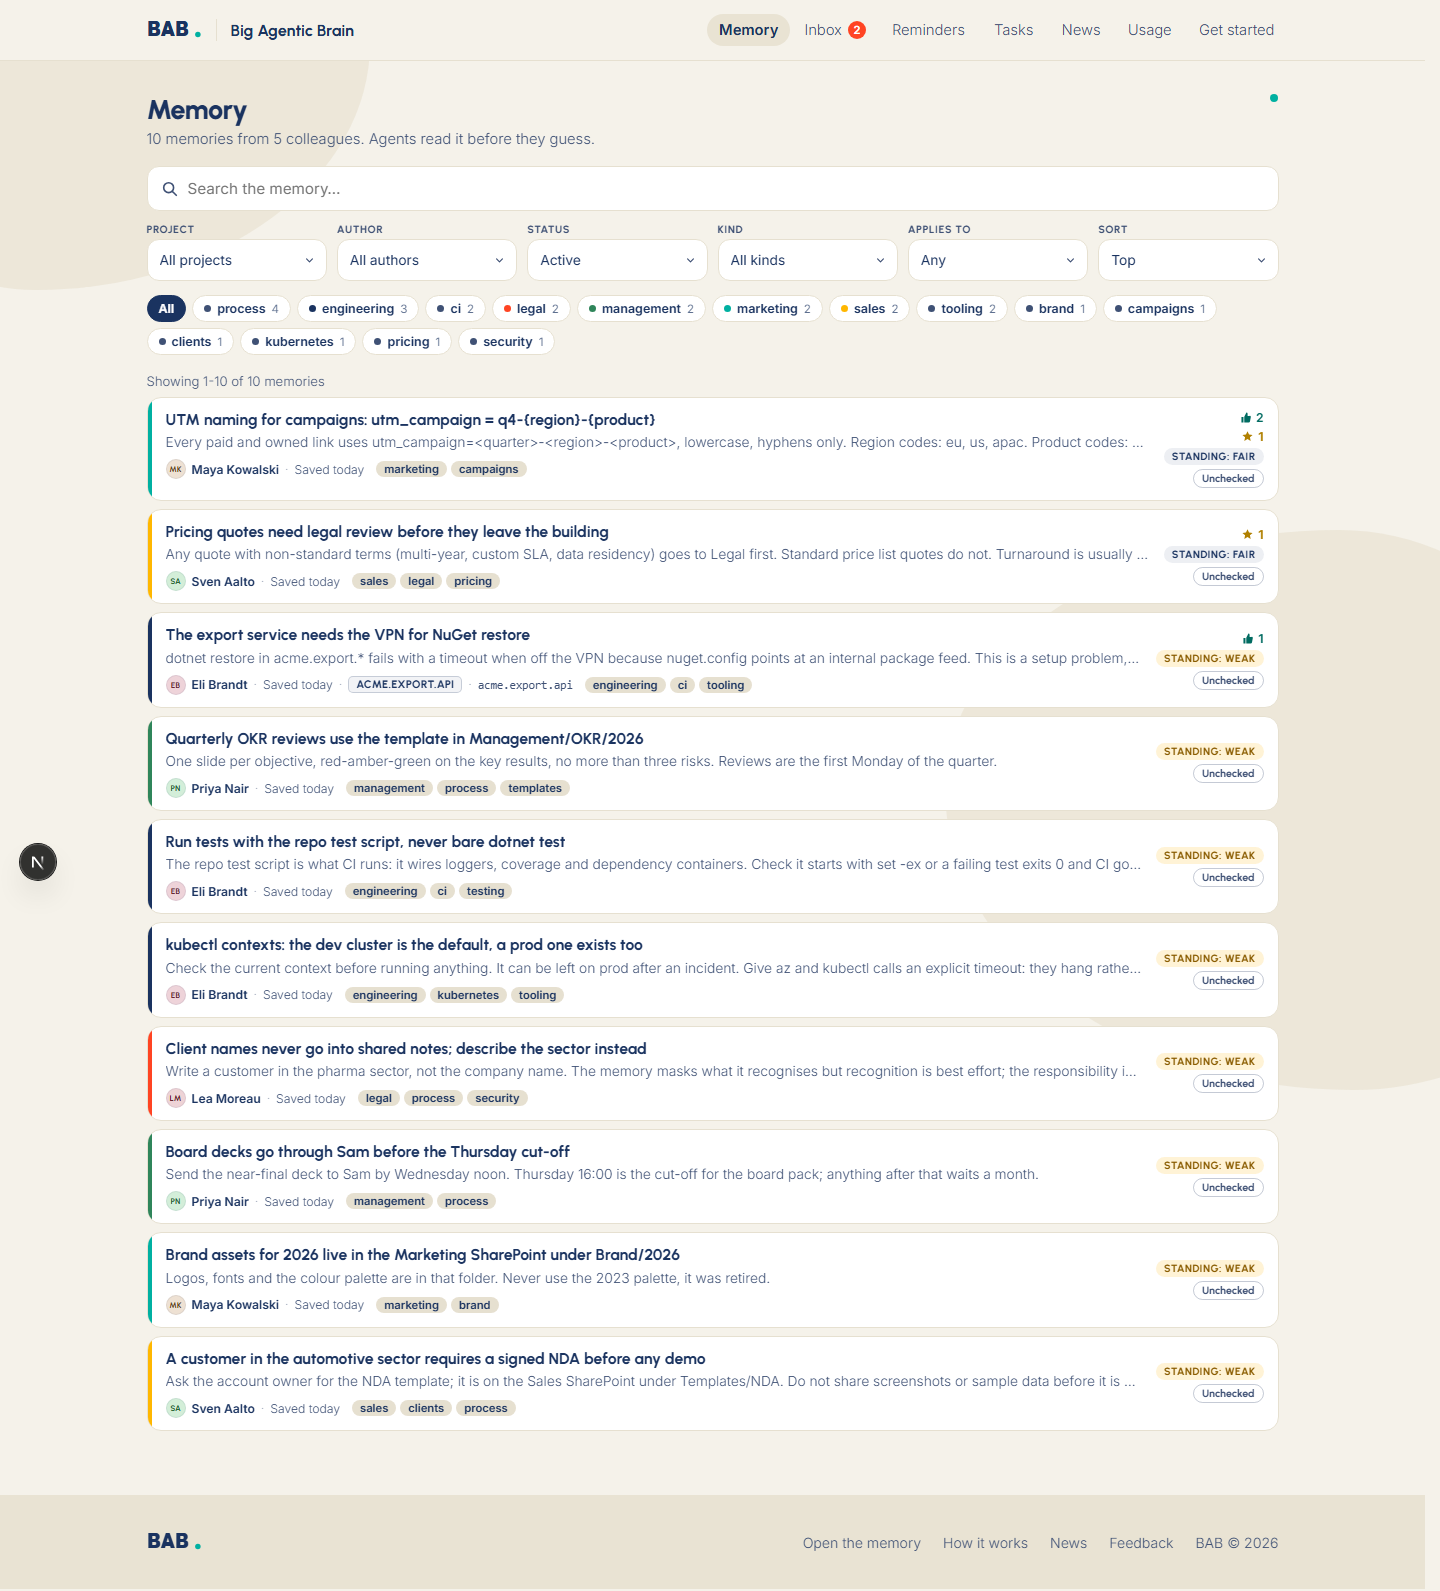 BAB. Big Agentic Brain
Memory Inbox 2 Reminders Tasks News Usage Get started
Memory
10 memories from 5 colleagues. Agents read it before they guess.
Search the memory...
PROJECT AUTHOR STATUS KIND APPLIES TO SORT
All projects All authors Active All kinds Any Top
All process 4 engineering 3 ci 2 legal 2 management 2 marketing 2 sales 2 tooling 2 brand 1 campaigns 1
clients 1 kubernetes 1 pricing 1 security 1
Showing 1-10 of 10 memories
UTM naming for campaigns: utm_campaign = q4-{region}-{product}
Every paid and owned link uses utm_campaign=<quarter>-<region>-<product>, lowercase, hyphens only. Region codes: eu, us, apac. Product codes: ...
MK Maya Kowalski · Saved today marketing campaigns
2
1
STANDING: FAIR
Unchecked
Pricing quotes need legal review before they leave the building
Any quote with non-standard terms (multi-year, custom SLA, data residency) goes to Legal first. Standard price list quotes do not. Turnaround is usually ...
SA Sven Aalto · Saved today sales legal pricing
1
STANDING: FAIR
Unchecked
The export service needs the VPN for NuGet restore
dotnet restore in acme.export.* fails with a timeout when off the VPN because nuget.config points at an internal package feed. This is a setup problem,...
EB Eli Brandt · Saved today · ACME.EXPORT.API · acme.export.api engineering ci tooling
1
STANDING: WEAK
Unchecked
Quarterly OKR reviews use the template in Management/OKR/2026
One slide per objective, red-amber-green on the key results, no more than three risks. Reviews are the first Monday of the quarter.
PN Priya Nair · Saved today management process templates
STANDING: WEAK
Unchecked
Run tests with the repo test script, never bare dotnet test
The repo test script is what CI runs: it wires loggers, coverage and dependency containers. Check it starts with set -ex or a failing test exits 0 and CI go...
EB Eli Brandt · Saved today engineering ci testing
STANDING: WEAK
Unchecked
kubectl contexts: the dev cluster is the default, a prod one exists too
Check the current context before running anything. It can be left on prod after an incident. Give az and kubectl calls an explicit timeout: they hang rathe...
EB Eli Brandt · Saved today engineering kubernetes tooling
STANDING: WEAK
Unchecked
Client names never go into shared notes; describe the sector instead
Write a customer in the pharma sector, not the company name. The memory masks what it recognises but recognition is best effort; the responsibility i...
LM Lea Moreau · Saved today legal process security
STANDING: WEAK
Unchecked
Board decks go through Sam before the Thursday cut-off
Send the near-final deck to Sam by Wednesday noon. Thursday 16:00 is the cut-off for the board pack; anything after that waits a month.
PN Priya Nair · Saved today management process
STANDING: WEAK
Unchecked
Brand assets for 2026 live in the Marketing SharePoint under Brand/2026
Logos, fonts and the colour palette are in that folder. Never use the 2023 palette, it was retired.
MK Maya Kowalski · Saved today marketing brand
STANDING: WEAK
Unchecked
A customer in the automotive sector requires a signed NDA before any demo
Ask the account owner for the NDA template; it is on the Sales SharePoint under Templates/NDA. Do not share screenshots or sample data before it is ...
SA Sven Aalto · Saved today sales clients process
STANDING: WEAK
Unchecked
N
BAB. Open the memory How it works News Feedback BAB © 2026